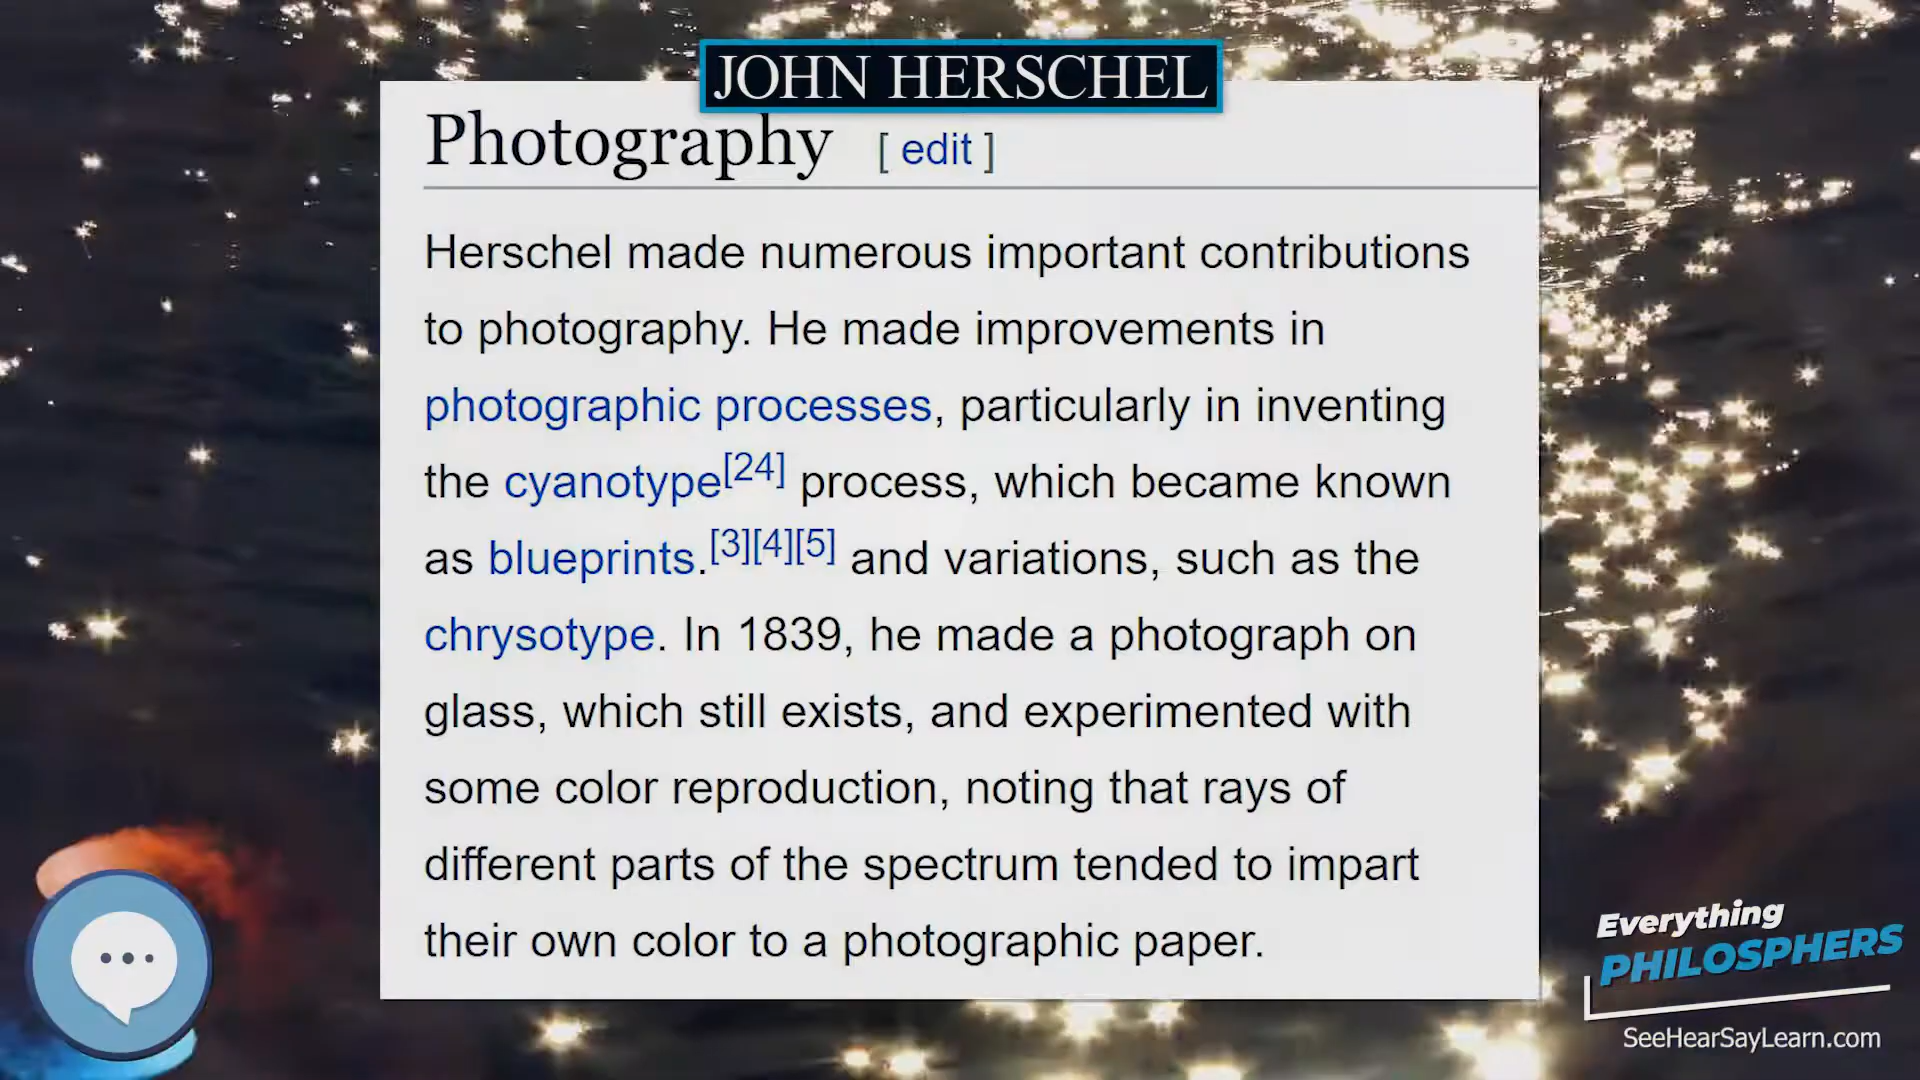 JOHN HERSCHEL
Photography [ edit ]
Herschel made numerous important contributions
to photography. He made improvements in
photographic processes, particularly in inventing
the cyanotype[24] process, which became known
as blueprints.[3][4][5] and variations, such as the
chrysotype. In 1839, he made a photograph on
glass, which still exists, and experimented with
some color reproduction, noting that rays of
different parts of the spectrum tended to impart
their own color to a photographic paper.
Everything
PHILOSPHERS
SeeHearSayLearn.com